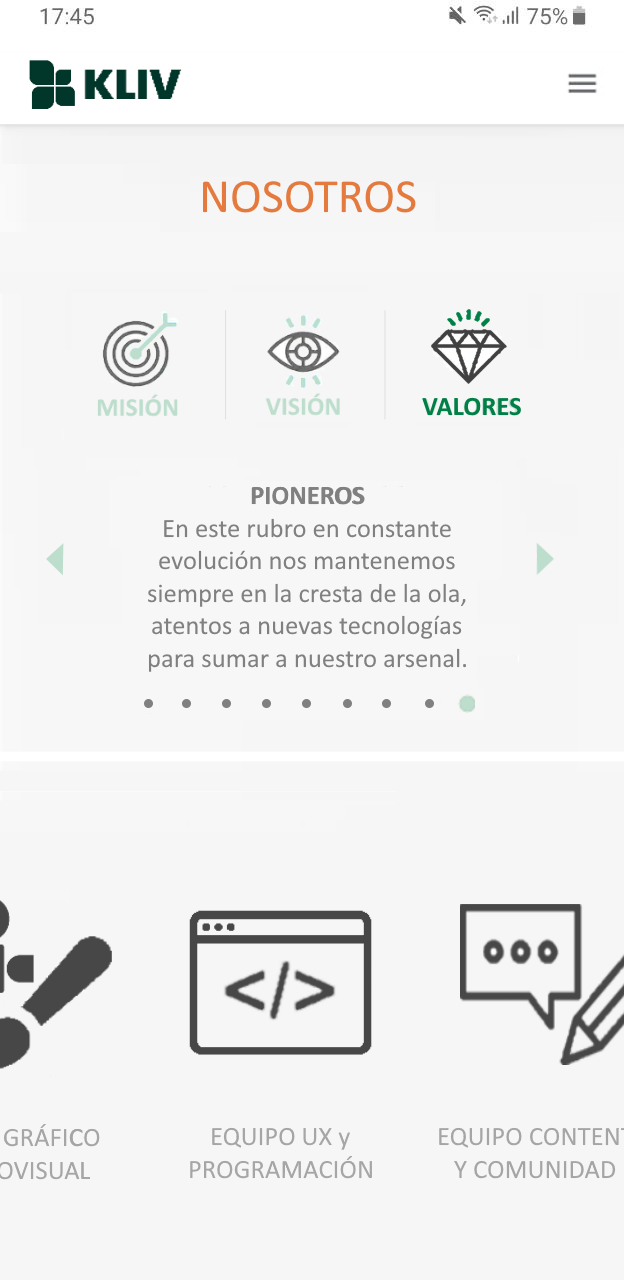 17:45
75%
KLIV
NOSOTROS
MISIÓN
VISIÓN
VALORES
PIONEROS
En este rubro en constante
evolución nos mantenemos
siempre en la cresta de la ola,
atentos a nuevas tecnologías
para sumar a nuestro arsenal.
</>
GRÁFICO
OVISUAL
EQUIPO UX y
PROGRAMACIÓN
EQUIPO CONTENT
Y COMUNIDAD